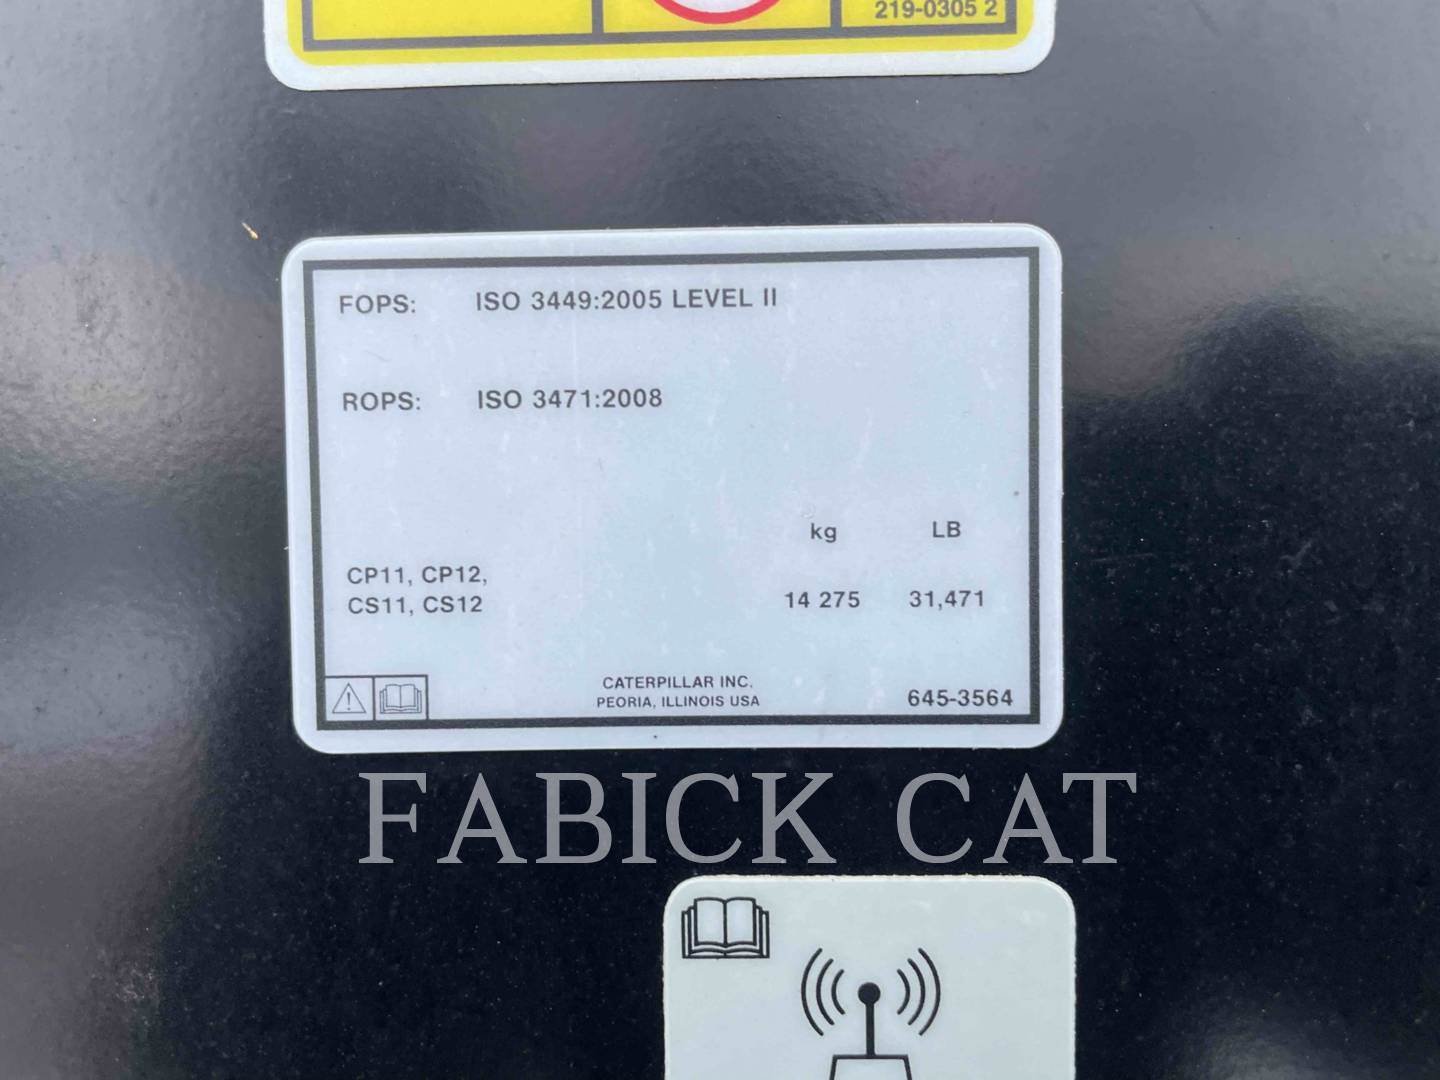 219-0305 2
FOPS: ISO 3449:2005 LEVEL II
ROPS: ISO 3471:2008
kg LB
CP11, CP12,
CS11, CS12 14 275 31,471
CATERPILLAR INC.
PEORIA, ILLINOIS USA
645-3564
FABICK CAT